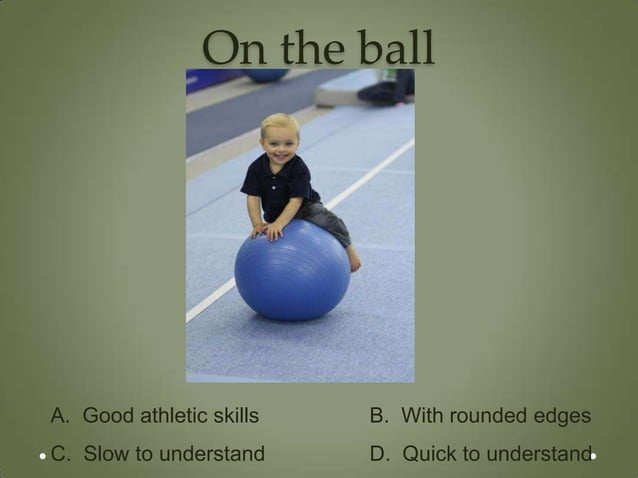 On the ball
A. Good athletic skills
B. With rounded edges
C. Slow to understand
D. Quick to understand